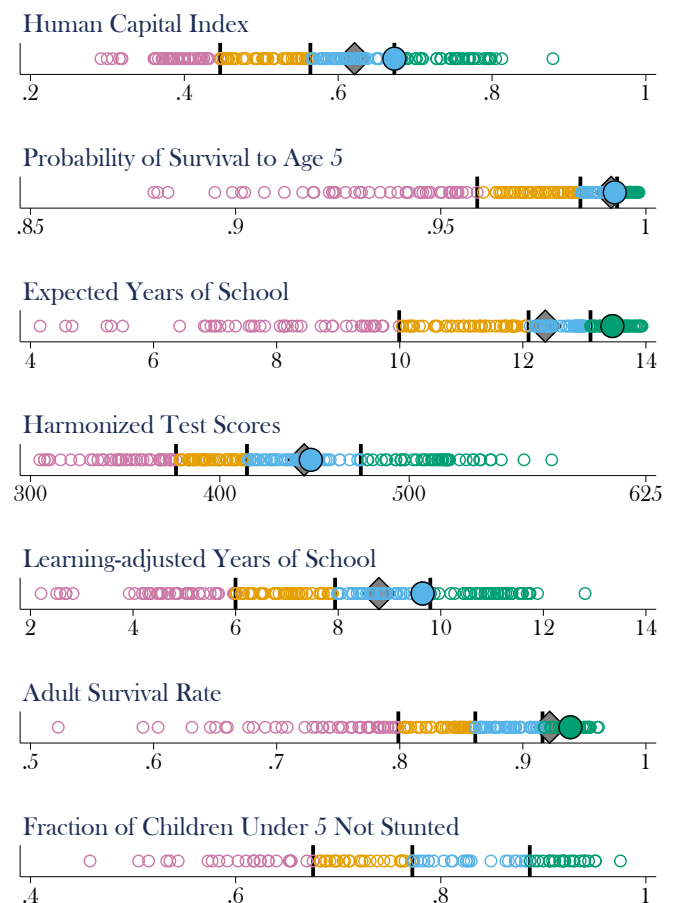 Human Capital Index
.2 .4 .6 .8 1
Probability of Survival to Age 5
.85 .9 .95 1
Expected Years of School
4 6 8 10 12 14
Harmonized Test Scores
300 400 500 625
Learning-adjusted Years of School
2 4 6 8 10 12 14
Adult Survival Rate
.5 .6 .7 .8 .9 1
Fraction of Children Under 5 Not Stunted
.4 .6 .8 1